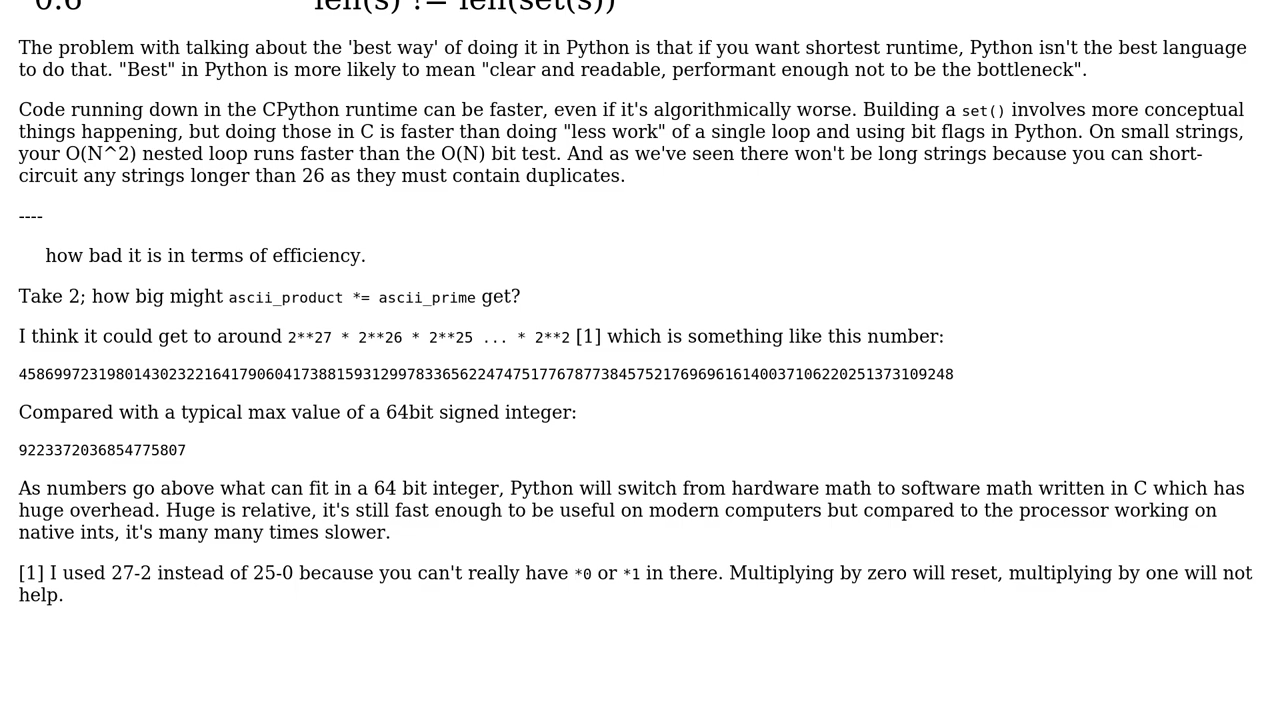 0.6 len(s) != len(set(s))
The problem with talking about the 'best way' of doing it in Python is that if you want shortest runtime, Python isn't the best language
to do that. "Best" in Python is more likely to mean "clear and readable, performant enough not to be the bottleneck".
Code running down in the CPython runtime can be faster, even if it's algorithmically worse. Building a set() involves more conceptual
things happening, but doing those in C is faster than doing "less work" of a single loop and using bit flags in Python. On small strings,
your O(N^2) nested loop runs faster than the O(N) bit test. And as we've seen there won't be long strings because you can short-
circuit any strings longer than 26 as they must contain duplicates.
----
how bad it is in terms of efficiency.
Take 2; how big might ascii_product *= ascii_prime get?
I think it could get to around 2**27 * 2**26 * 2**25 ... * 2**2 [1] which is something like this number:
45869972319801430232216417906041738815931299783365622474751776787738457521769696161400371062202513731​09248
Compared with a typical max value of a 64bit signed integer:
9223372036854775807
As numbers go above what can fit in a 64 bit integer, Python will switch from hardware math to software math written in C which has
huge overhead. Huge is relative, it's still fast enough to be useful on modern computers but compared to the processor working on
native ints, it's many many times slower.
[1] I used 27-2 instead of 25-0 because you can't really have *0 or *1 in there. Multiplying by zero will reset, multiplying by one will not
help.